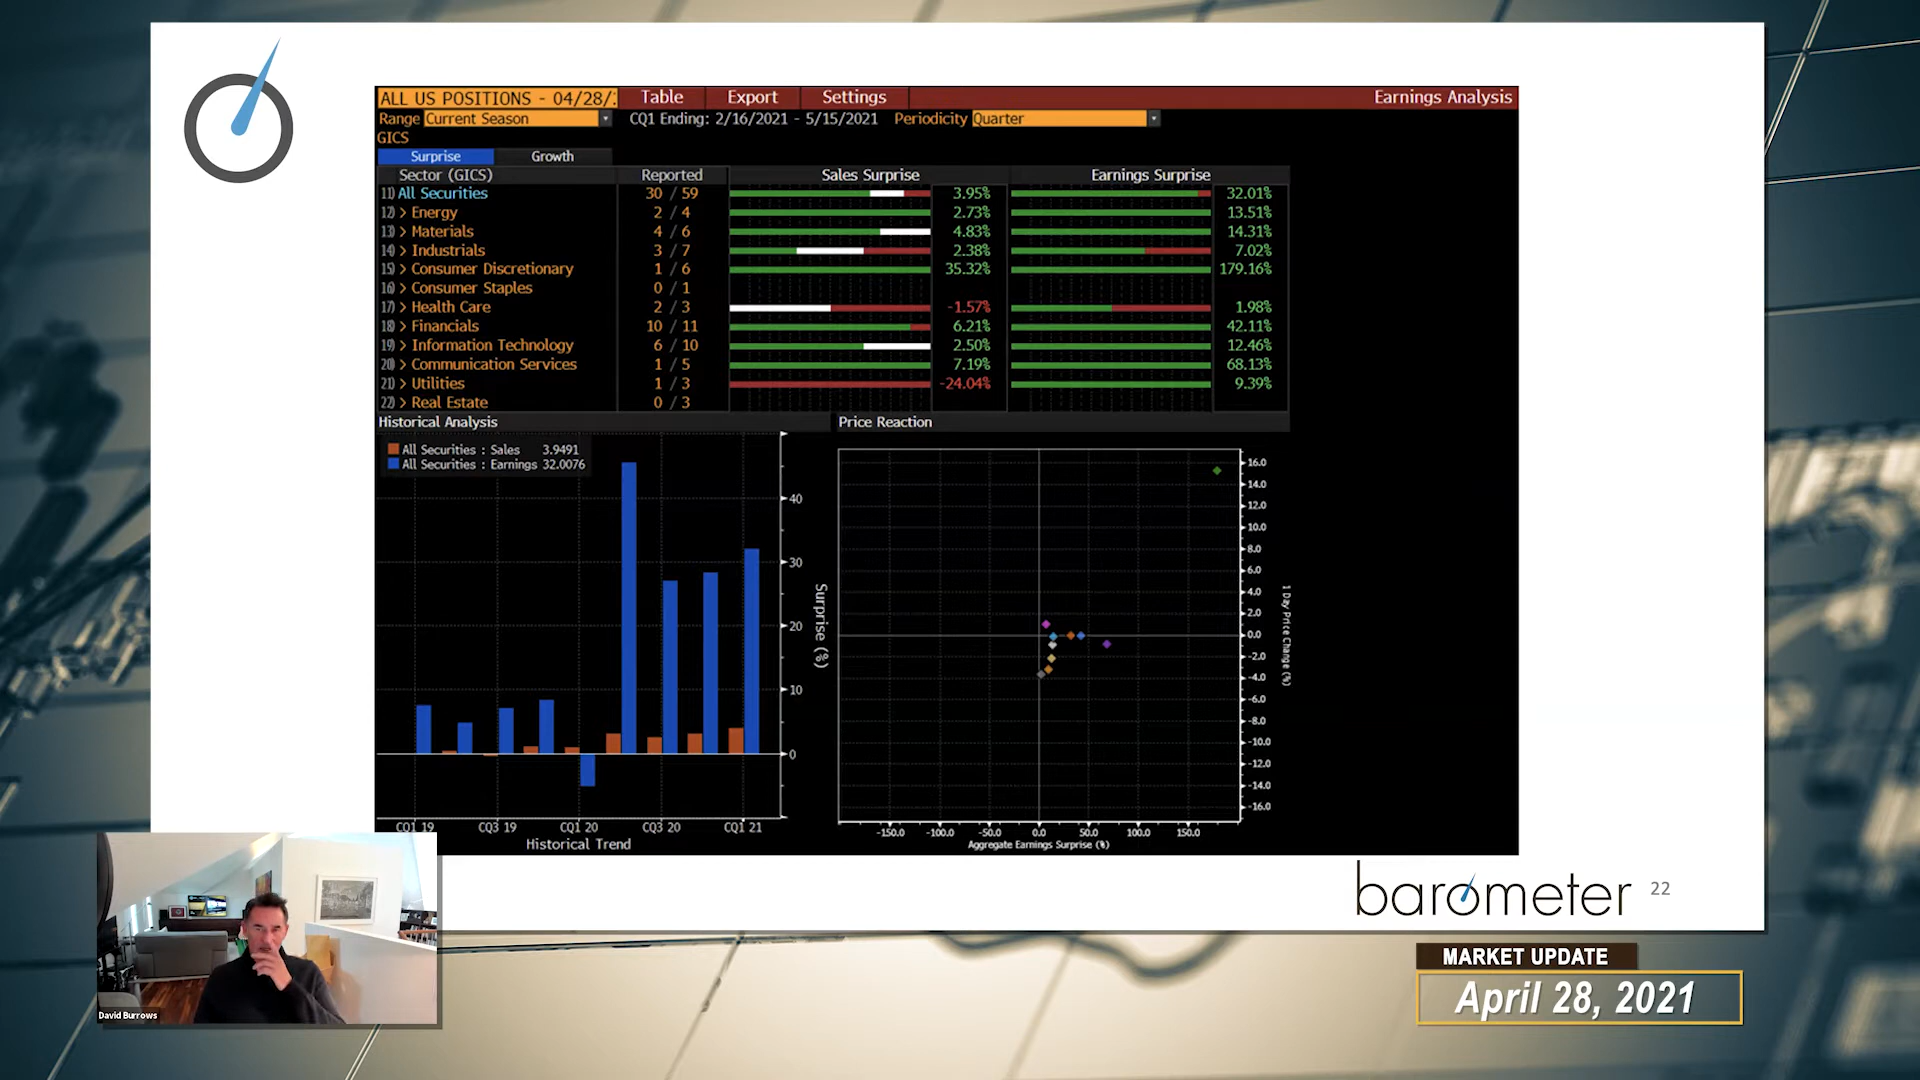 ALL US POSITIONS - 04/28/ Table Export Settings Earnings Analysis
Range Current Season CQ1 Ending: 2/16/2021 - 5/15/2021 Periodicity Quarter
GICS
Surprise Growth
Sector (GICS) Reported Sales Surprise Earnings Surprise
11) All Securities 30 / 59 3.95% 32.01%
12) > Energy 2 / 4 2.73% 13.51%
13) > Materials 4 / 6 4.83% 14.31%
14) > Industrials 3 / 7 2.38% 7.02%
15) > Consumer Discretionary 1 / 6 35.32% 179.16%
16) > Consumer Staples 0 / 1
17) > Health Care 2 / 3 -1.57% 1.98%
18) > Financials 10 / 11 6.21% 42.11%
19) > Information Technology 6 / 10 2.50% 12.46%
20) > Communication Services 1 / 5 7.19% 68.13%
21) > Utilities 1 / 3 -24.04% 9.39%
22) > Real Estate 0 / 3
Historical Analysis
All Securities : Sales 3.9491
All Securities : Earnings 32.0076
40
30
20
10
0
Surprise (%)
CQ1 19 CQ3 19 CQ1 20 CQ3 20 CQ1 21
Historical Trend
Price Reaction
16.0
14.0
12.0
10.0
8.0
6.0
4.0
2.0
0.0
-2.0
-4.0
-6.0
-8.0
-10.0
-12.0
-14.0
-16.0
1 Day Price Change (%)
-150.0 -100.0 -50.0 0.0 50.0 100.0 150.0
Aggregate Earnings Surprise (%)
barometer 22
David Burrows
MARKET UPDATE
April 28, 2021